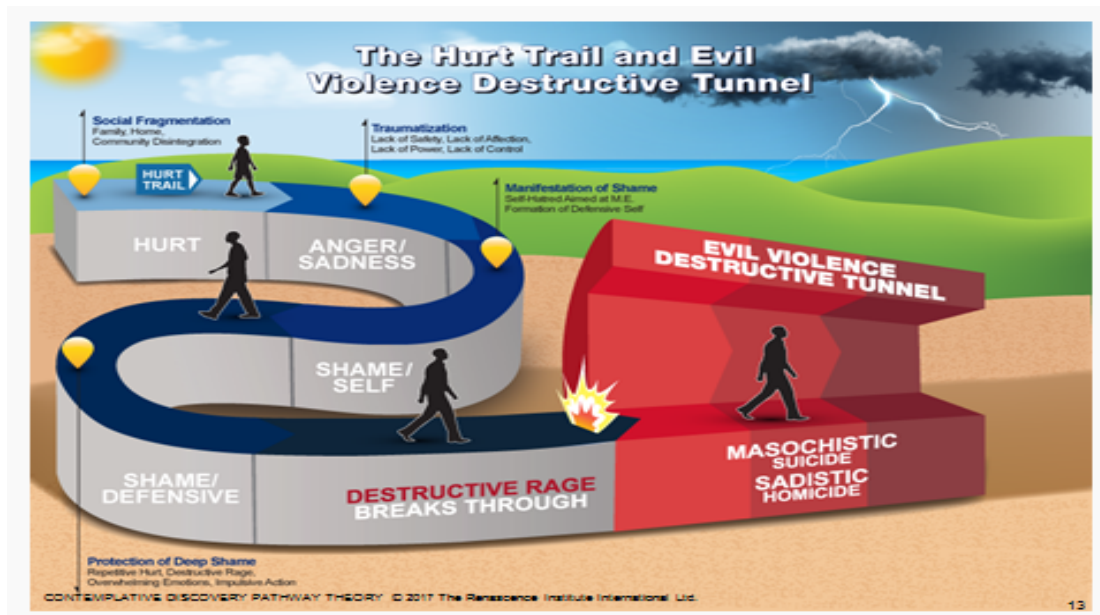 The Hurt Trail and Evil
Violence Destructive Tunnel
Social Fragmentation
Family, Home,
Community Disintegration
Traumatization
Lack of Safety, Lack of Affection,
Lack of Power, Lack of Control
HURT
TRAIL
Manifestation of Shame
Self-Hatred Aimed at M.E.
Formation of Defensive Self
HURT
ANGER/
SADNESS
EVIL VIOLENCE
DESTRUCTIVE TUNNEL
SHAME/
SELF
SHAME/
DEFENSIVE
DESTRUCTIVE RAGE
BREAKS THROUGH
MASOCHISTIC
SUICIDE
SADISTIC
HOMICIDE
Protection of Deep Shame
Repetitive Hurt, Destructive Rage,
Overwhelming Emotions, Impulsive Action
CONTEMPLATIVE DISCOVERY PATHWAY THEORY © 2017 The Renascence Institute International Ltd.
13